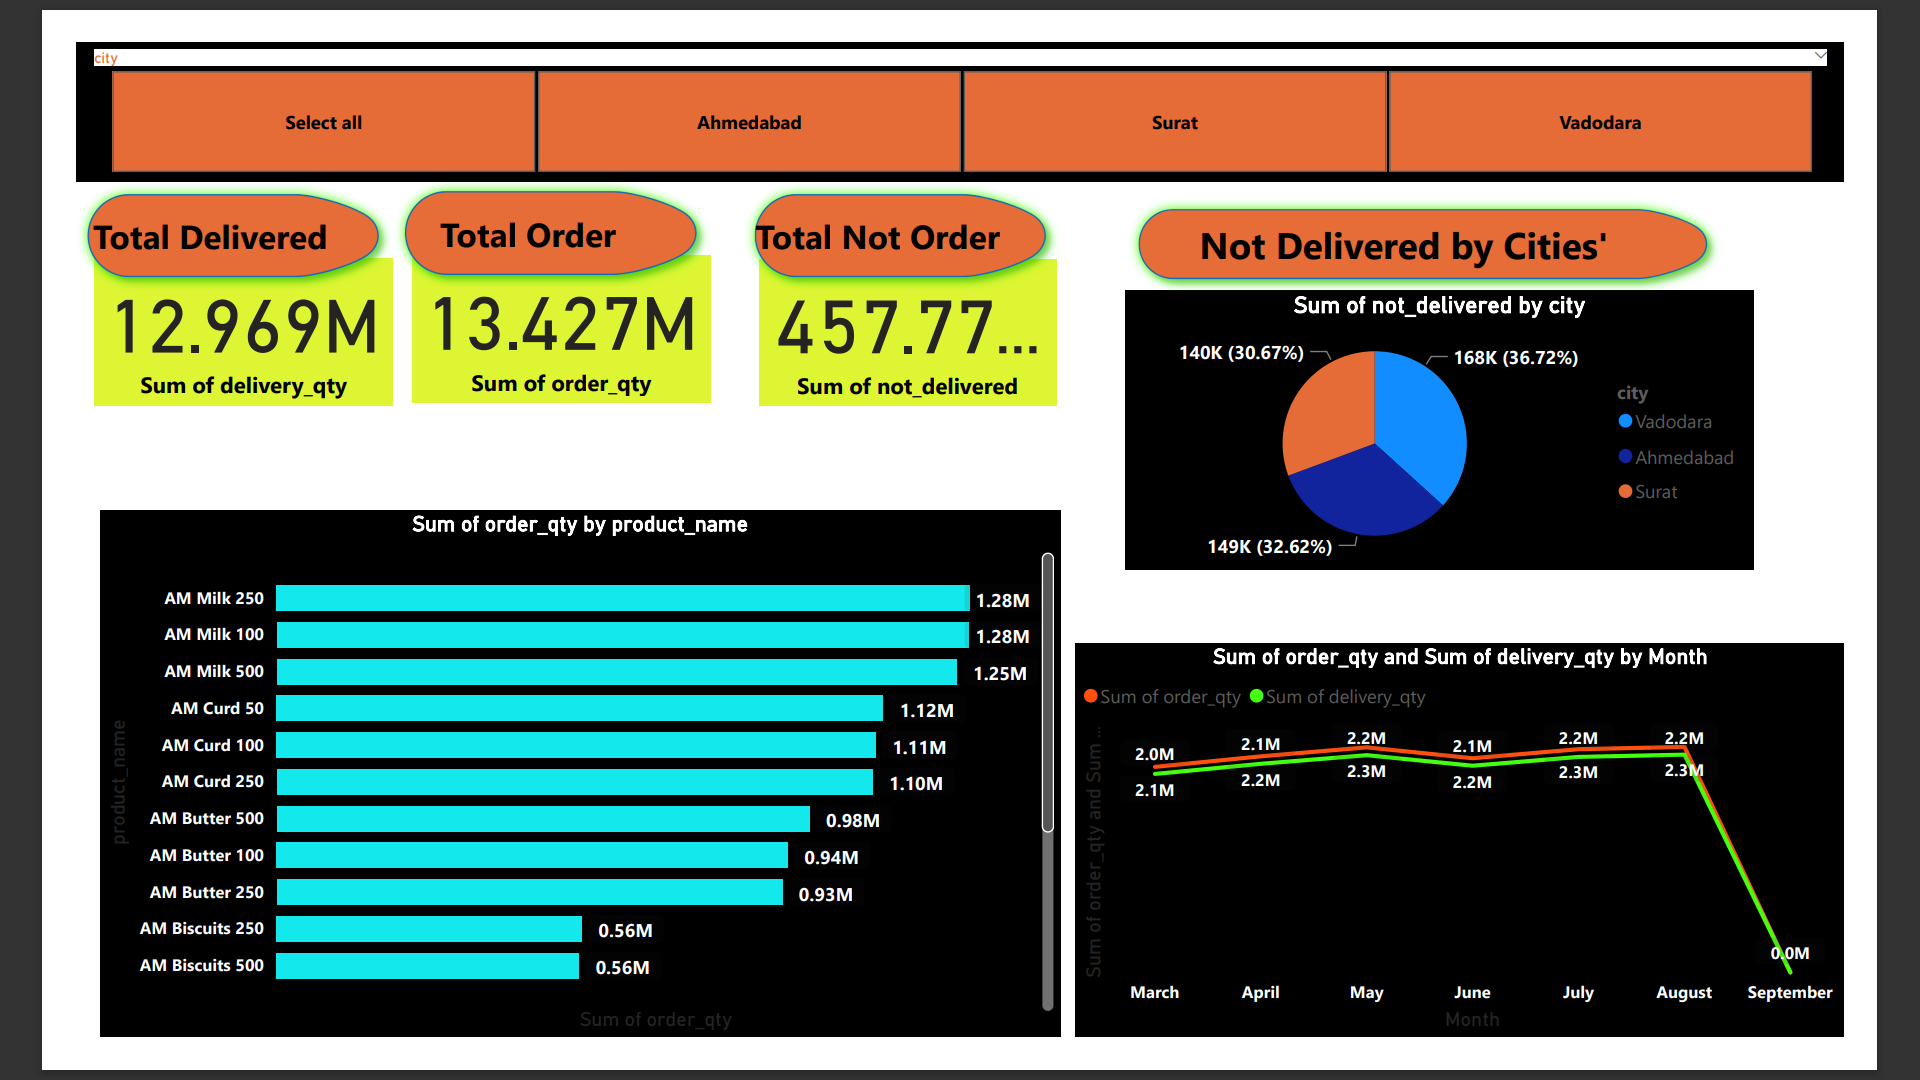 city
Select all
Ahmedabad
Surat
Vadodara
Total Delivered
12.969M
Sum of delivery_qty
Total Order
13.427M
Sum of order_qty
Total Not Order
457.77...
Sum of not_delivered
Not Delivered by Cities'
Sum of not_delivered by city
140K (30.67%)
168K (36.72%)
149K (32.62%)
city
Vadodara
Ahmedabad
Surat
Sum of order_qty by product_name
product_name
AM Milk 250 1.28M
AM Milk 100 1.28M
AM Milk 500 1.25M
AM Curd 50 1.12M
AM Curd 100 1.11M
AM Curd 250 1.10M
AM Butter 500 0.98M
AM Butter 100 0.94M
AM Butter 250 0.93M
AM Biscuits 250 0.56M
AM Biscuits 500 0.56M
Sum of order_qty
Sum of order_qty and Sum of delivery_qty by Month
Sum of order_qty Sum of delivery_qty
Sum of order_qty and Sum ...
2.0M 2.1M 2.2M 2.1M 2.2M 2.2M
2.1M 2.2M 2.3M 2.2M 2.3M 2.3M
0.0M
March April May June July August September
Month